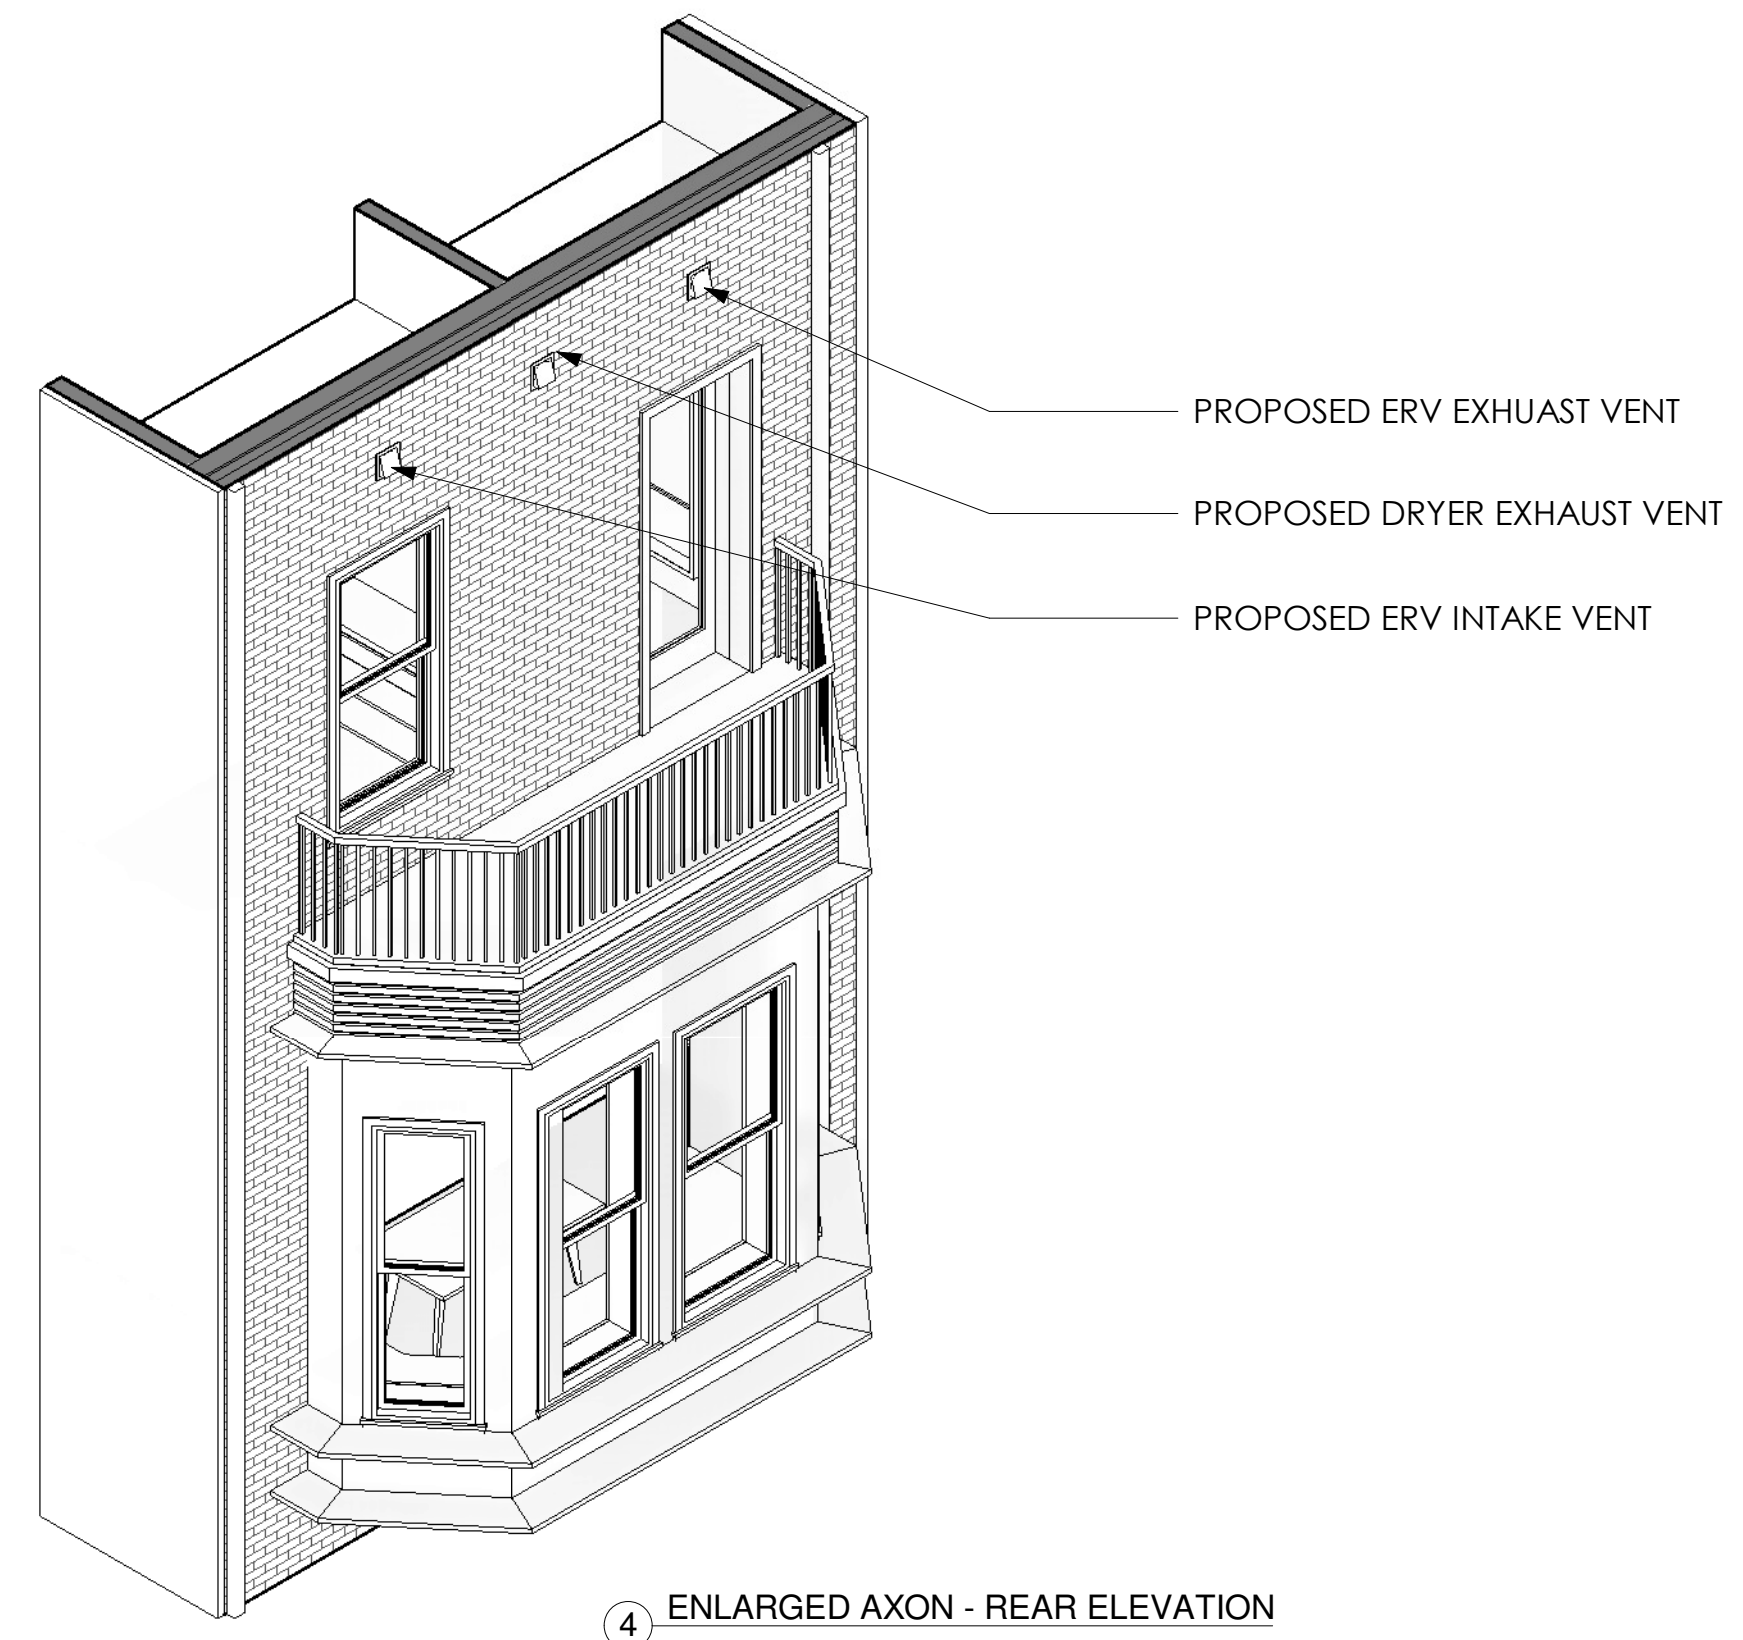 PROPOSED ERV EXHUAST VENT
PROPOSED DRYER EXHAUST VENT
PROPOSED ERV INTAKE VENT
4 ENLARGED AXON - REAR ELEVATION